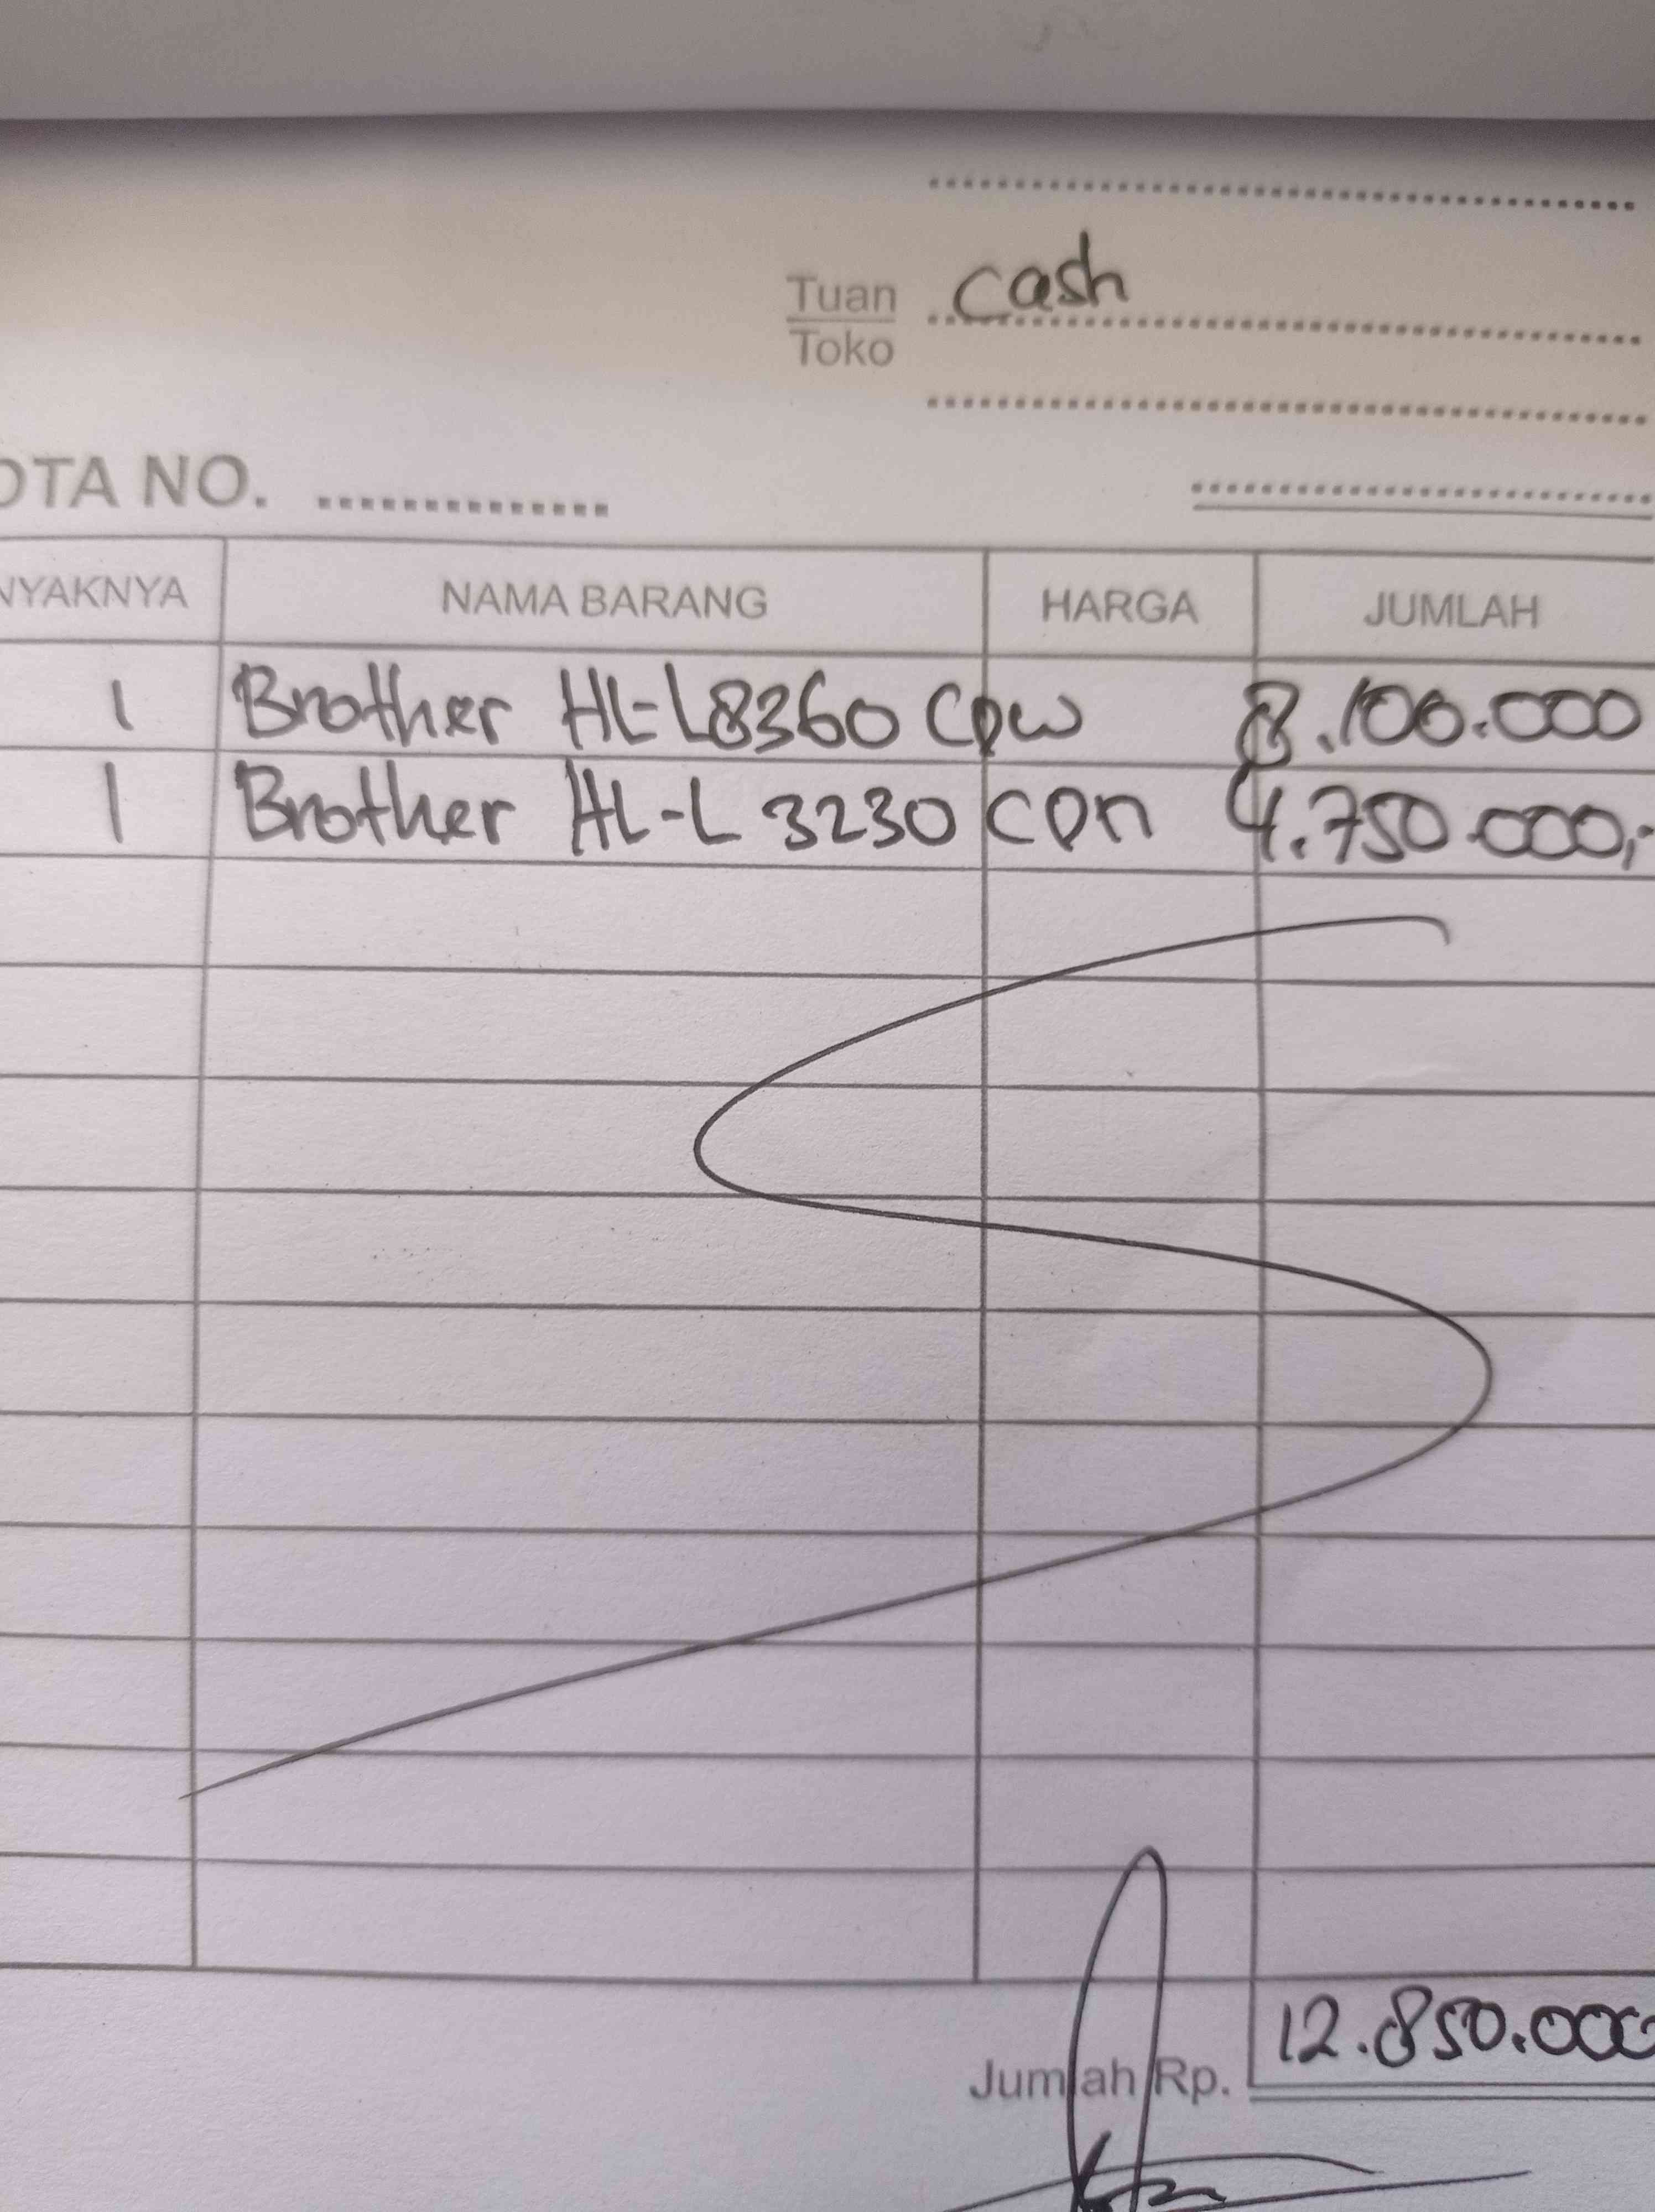 Tuan cash
Toko
OTA NO. ..............
NYAKNYA NAMA BARANG HARGA JUMLAH
1 Brother HL-L8360 CDW 8.100.000
1 Brother HL-L 3230 CDN 4.750.000,-
Jumlah Rp. 12.850.000